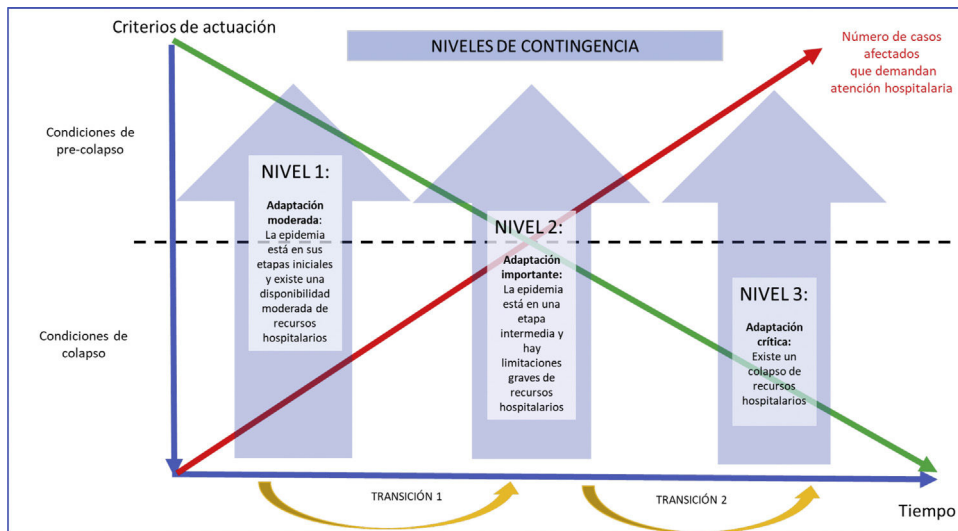 Criterios de actuación
NIVELES DE CONTINGENCIA
Número de casos
afectados
que demandan
atención hospitalaria
Condiciones de
pre-colapso
NIVEL 1:
Adaptación
moderada:
La epidemia
está en sus
etapas iniciales
y existe una
disponibilidad
moderada de
recursos
hospitalarios
NIVEL 2:
Adaptación
importante:
La epidemia
está en una
etapa
intermedia y
hay
limitaciones
graves de
recursos
hospitalarios
NIVEL 3:
Adaptación
crítica:
Existe un
colapso de
recursos
hospitalarios
Condiciones de
colapso
TRANSICIÓN 1
TRANSICIÓN 2
Tiempo